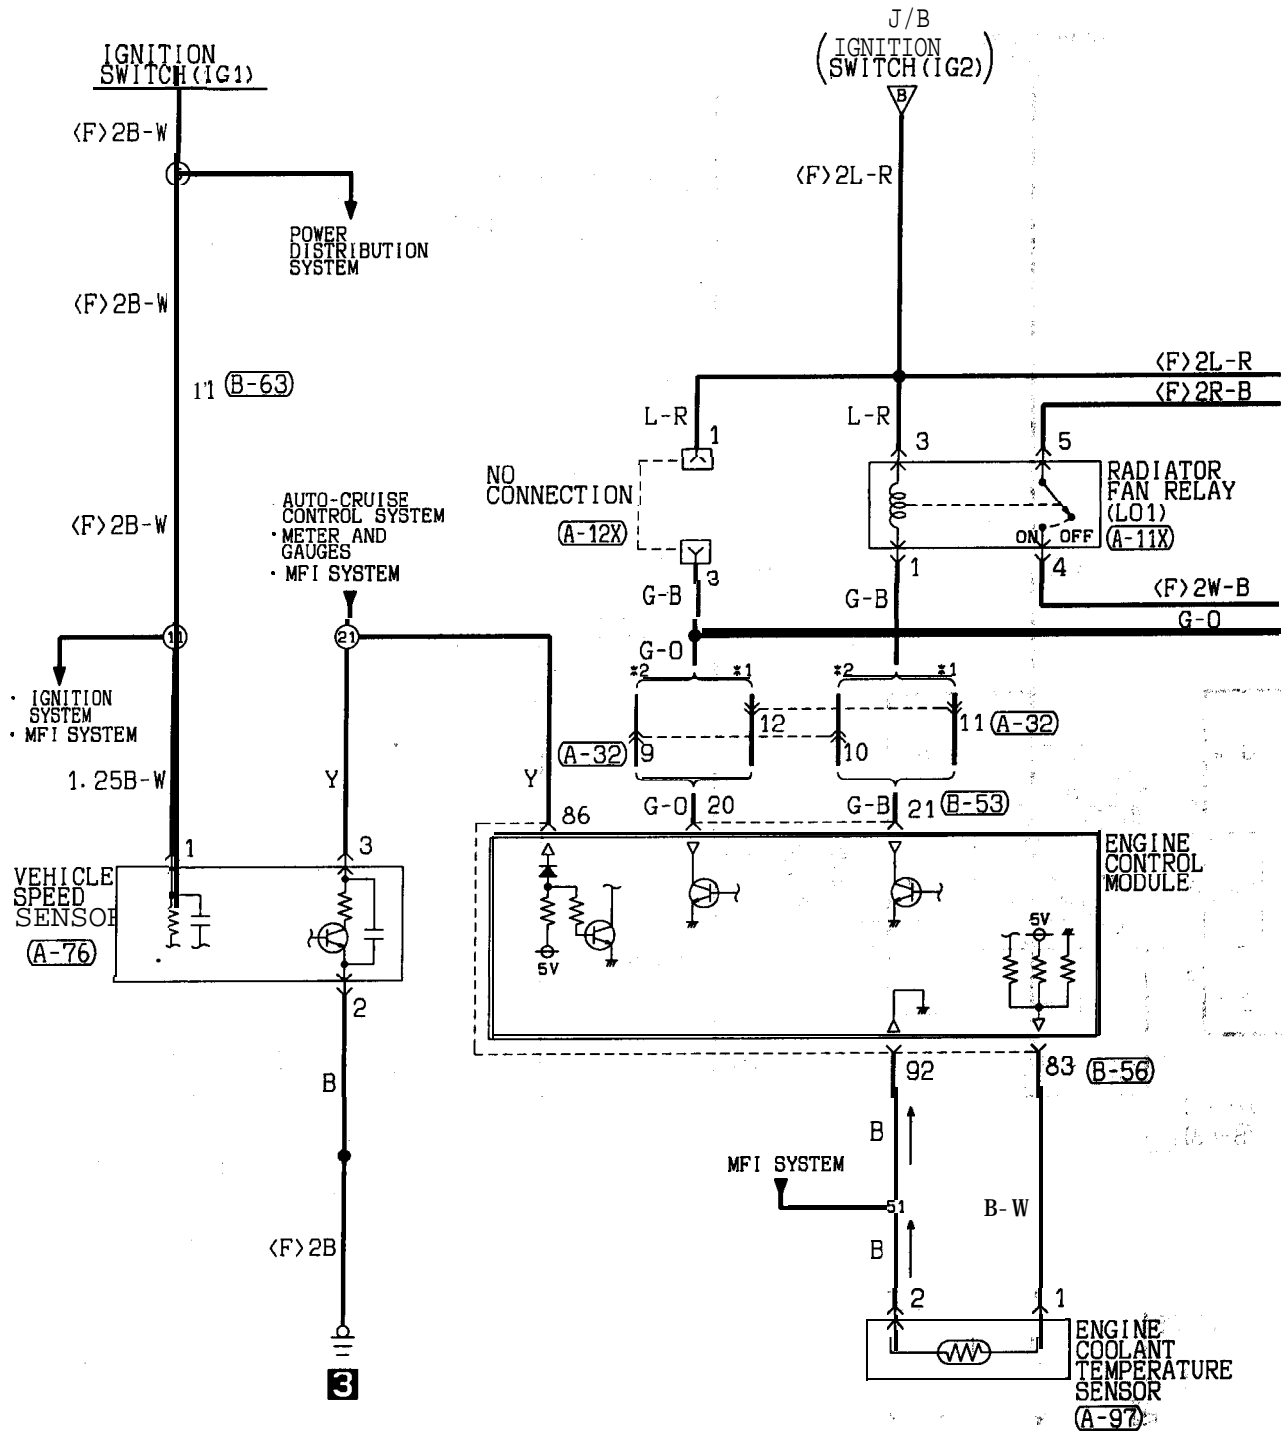 J/B
IGNITION
SWITCH(IG2)
B
IGNITION
SWITCH(IG1)
<F>2B-W
<F>2L-R
POWER
DISTRIBUTION
SYSTEM
<F>2B-W
11 B-63
<F>2L-R
<F>2R-B
L-R
1
L-R
3
5
NO
CONNECTION
A-12X
RADIATOR
FAN RELAY
(L01)
A-11X
ON OFF
<F>2B-W
AUTO-CRUISE
CONTROL SYSTEM
· METER AND
GAUGES
· MFI SYSTEM
3
G-B
1
G-B
4
<F>2W-B
G-O
11
21
G-O
*2
*1
*2
*1
· IGNITION
SYSTEM
· MFI SYSTEM
12
11 A-32
A-32 9
10
1.25B-W
Y
Y
86
G-O 20
G-B 21 B-53
1
3
VEHICLE
SPEED
SENSOR
A-76
2
ENGINE
CONTROL
MODULE
5V
5V
92
83 B-56
B
B
MFI SYSTEM
51
B-W
B
<F>2B
2
1
3
ENGINE
COOLANT
TEMPERATURE
SENSOR
A-97